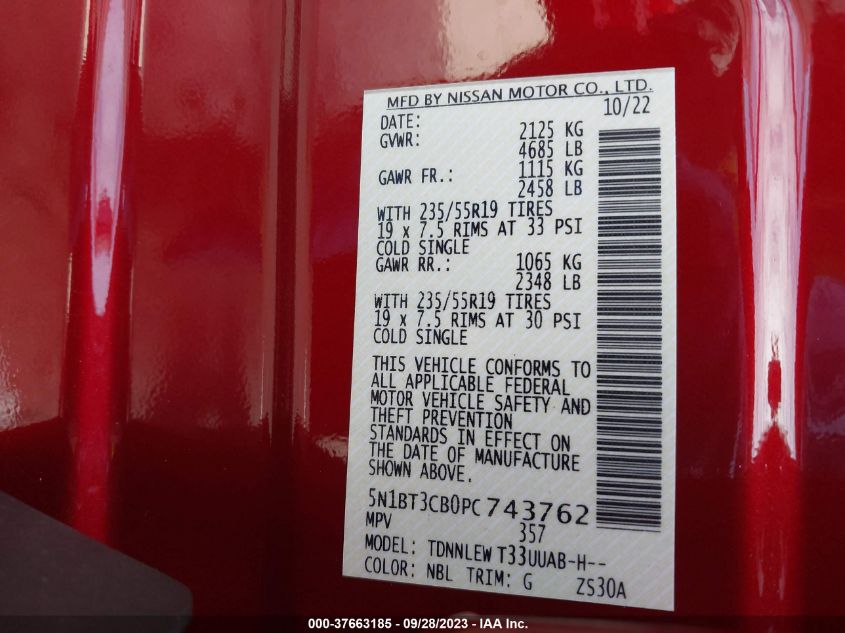 MFD BY NISSAN MOTOR CO., LTD.
DATE: 10/22
GVWR: 2125 KG
4685 LB
GAWR FR.: 1115 KG
2458 LB
WITH 235/55R19 TIRES
19 x 7.5 RIMS AT 33 PSI
COLD SINGLE
GAWR RR.: 1065 KG
2348 LB
WITH 235/55R19 TIRES
19 x 7.5 RIMS AT 30 PSI
COLD SINGLE
THIS VEHICLE CONFORMS TO
ALL APPLICABLE FEDERAL
MOTOR VEHICLE SAFETY AND
THEFT PREVENTION
STANDARDS IN EFFECT ON
THE DATE OF MANUFACTURE
SHOWN ABOVE.
5N1BT3CB0PC743762
MPV 357
MODEL: TDNNLEW T33UUAB-H--
COLOR: NBL TRIM: G ZS30A
000-37663185 - 09/28/2023 - IAA Inc.